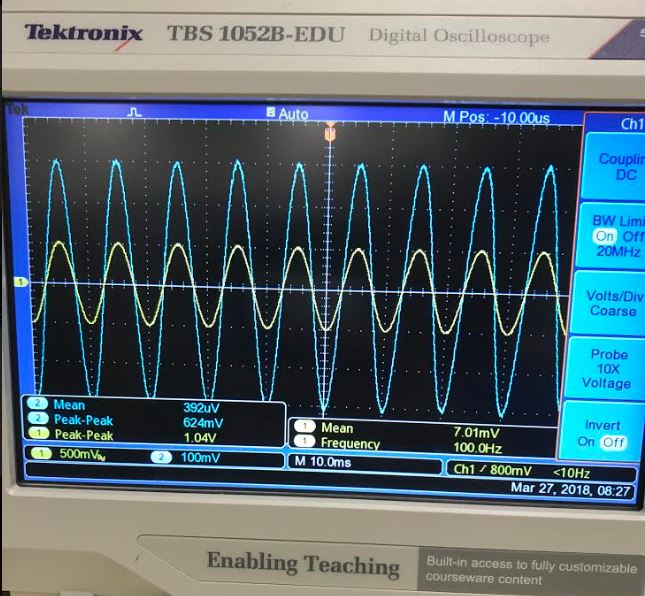 Tektronix TBS 1052B-EDU Digital Oscilloscope
Tek Auto M Pos: -10.00us Ch1
Coupling
DC
BW Limi
On Off
20MHz
Volts/Div
Coarse
Probe
10X
Voltage
Invert
On Off
1
2 Mean 392uV
2 Peak-Peak 624mV
1 Peak-Peak 1.04V
1 Mean 7.01mV
1 Frequency 100.0Hz
1 500mV 2 100mV M 10.0ms Ch1 800mV <10Hz
Mar 27, 2018, 08:27
Enabling Teaching
Built-in access to fully customizable
courseware content